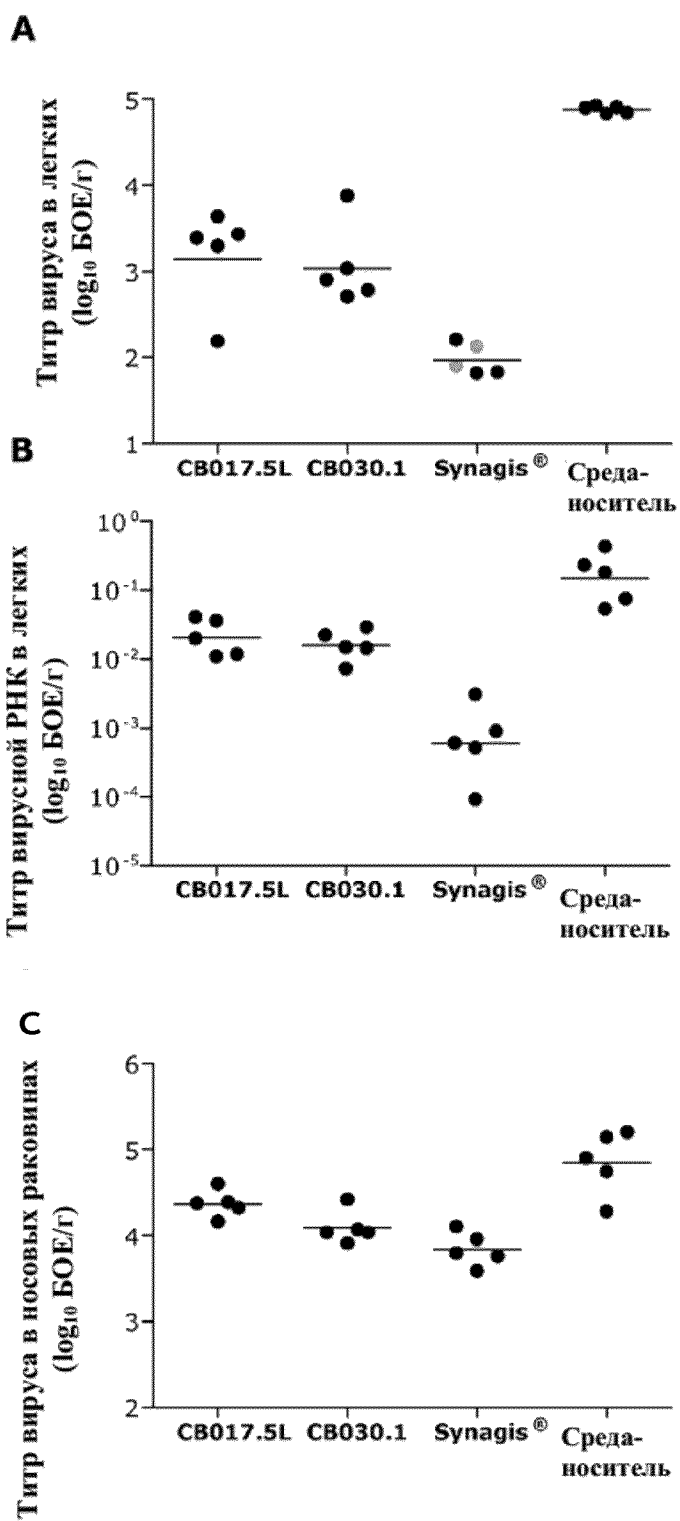 A
Титр вируса в легких
(log₁₀ БОЕ/г)
5
4
3
2
1
CB017.5L CB030.1 Synagis® Среда-
носитель
B
Титр вирусной РНК в легких
(log₁₀ БОЕ/г)
10⁰
10⁻¹
10⁻²
10⁻³
10⁻⁴
10⁻⁵
CB017.5L CB030.1 Synagis® Среда-
носитель
C
Титр вируса в носовых раковинах
(log₁₀ БОЕ/г)
6
5
4
3
2
CB017.5L CB030.1 Synagis® Среда-
носитель